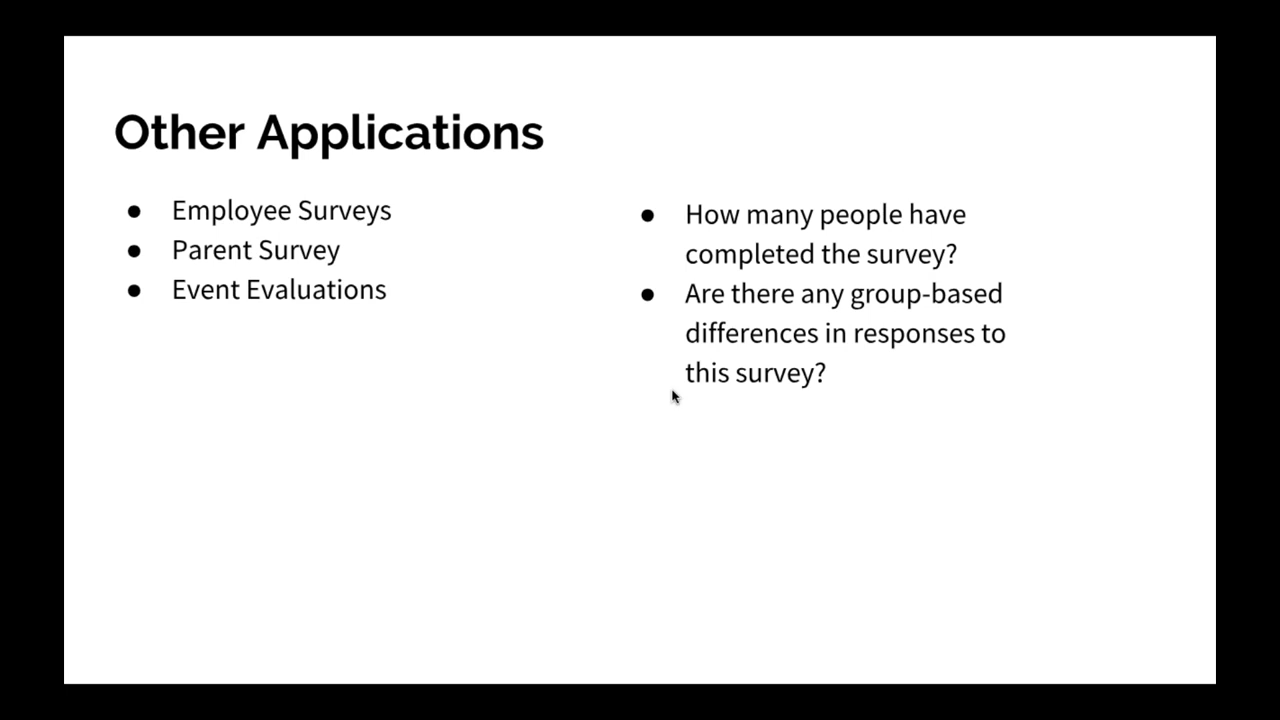 Other Applications
● Employee Surveys
● Parent Survey
● Event Evaluations
● How many people have
completed the survey?
● Are there any group-based
differences in responses to
this survey?